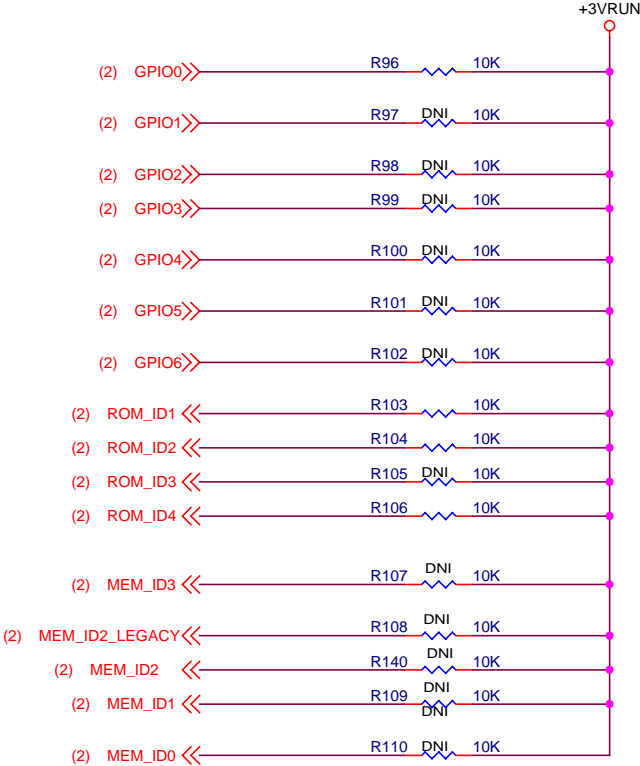 +3VRUN
(2) GPIO0 R96 10K
(2) GPIO1 R97 DNI 10K
(2) GPIO2 R98 DNI 10K
(2) GPIO3 R99 DNI 10K
(2) GPIO4 R100 DNI 10K
(2) GPIO5 R101 DNI 10K
(2) GPIO6 R102 DNI 10K
(2) ROM_ID1 R103 10K
(2) ROM_ID2 R104 10K
(2) ROM_ID3 R105 DNI 10K
(2) ROM_ID4 R106 10K
DNI
(2) MEM_ID3 R107 10K
DNI
(2) MEM_ID2_LEGACY R108 10K
DNI
(2) MEM_ID2 R140 10K
DNI
(2) MEM_ID1 R109 10K
DNI
(2) MEM_ID0 R110 DNI 10K